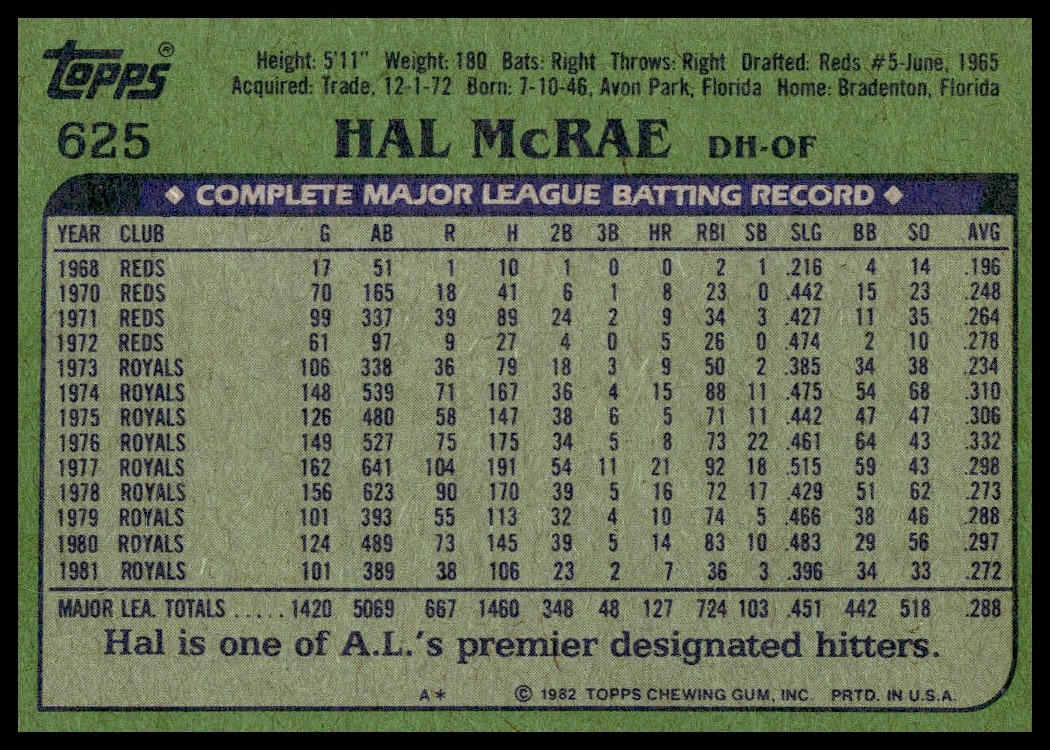 TOPPS®
Height: 5'11" Weight: 180 Bats: Right Throws: Right Drafted: Reds #5-June, 1965
Acquired: Trade, 12-1-72 Born: 7-10-46, Avon Park, Florida Home: Bradenton, Florida
625 HAL McRAE DH-OF
◆ COMPLETE MAJOR LEAGUE BATTING RECORD ◆
YEAR CLUB G AB R H 2B 3B HR RBI SB SLG BB SO AVG
1968 REDS 17 51 1 10 1 0 0 2 1 .216 4 14 .196
1970 REDS 70 165 18 41 6 1 8 23 0 .442 15 23 .248
1971 REDS 99 337 39 89 24 2 9 34 3 .427 11 35 .264
1972 REDS 61 97 9 27 4 0 5 26 0 .474 2 10 .278
1973 ROYALS 106 338 36 79 18 3 9 50 2 .385 34 38 .234
1974 ROYALS 148 539 71 167 36 4 15 88 11 .475 54 68 .310
1975 ROYALS 126 480 58 147 38 6 5 71 11 .442 47 47 .306
1976 ROYALS 149 527 75 175 34 5 8 73 22 .461 64 43 .332
1977 ROYALS 162 641 104 191 54 11 21 92 18 .515 59 43 .298
1978 ROYALS 156 623 90 170 39 5 16 72 17 .429 51 62 .273
1979 ROYALS 101 393 55 113 32 4 10 74 5 .466 38 46 .288
1980 ROYALS 124 489 73 145 39 5 14 83 10 .483 29 56 .297
1981 ROYALS 101 389 38 106 23 2 7 36 3 .396 34 33 .272
MAJOR LEA. TOTALS ..... 1420 5069 667 1460 348 48 127 724 103 .451 442 518 .288
Hal is one of A.L.'s premier designated hitters.
A* © 1982 TOPPS CHEWING GUM, INC. PRTD. IN U.S.A.